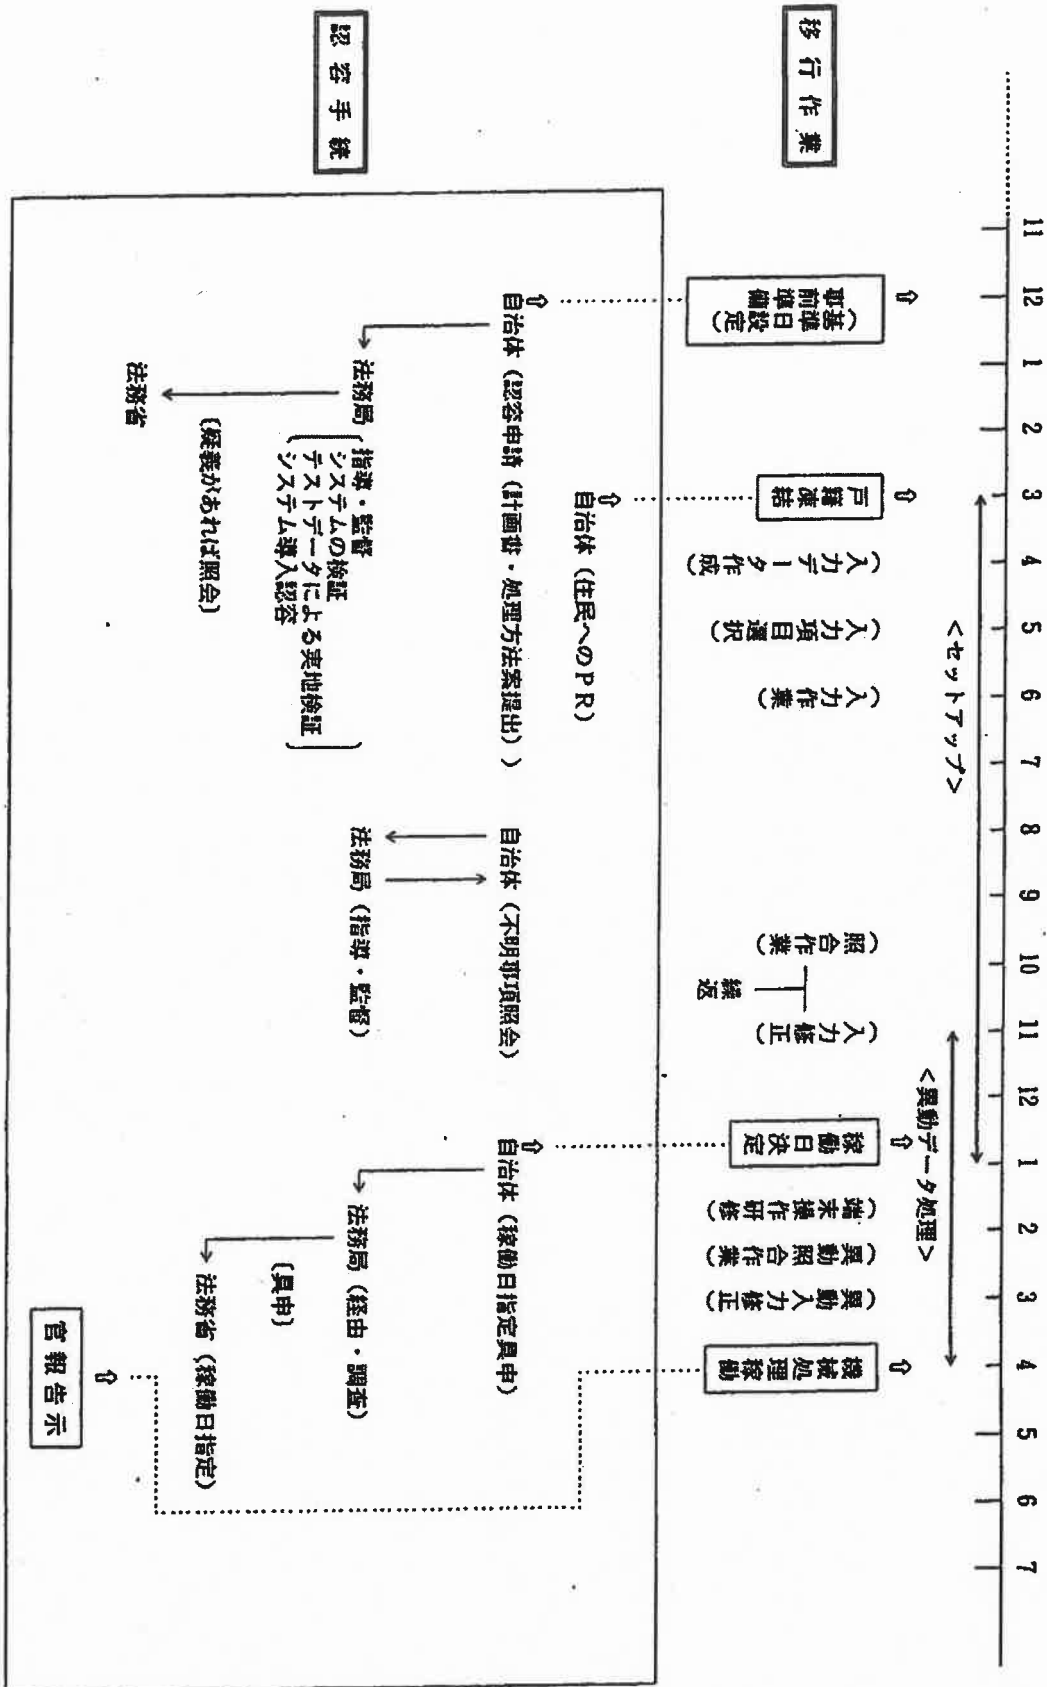 11 12 1 2 3 4 5 6 7 8 9 10 11 12 1 2 3 4 5 6 7
<セットアップ>
<異動データ処理>
移行作業
事前準備
(基準日設定)
戸籍凍結
(入力データ作成)
(入力項目選択)
(入力作業)
(照合作業)
繰返
(入力修正)
稼働日決定
(端末操作研修)
(異動照合作業)
(異動入力修正)
機械処理稼働
認容手続
自治体(住民へのPR)
自治体(認容申請(計画書・処理方法案提出))
法務局
指導・監督
システムの検証
テストデータによる実地検証
システム導入認容
(疑義があれば照会)
法務省
自治体(不明事項照会)
法務局(指導・監督)
自治体(稼働日指定具申)
法務局(経由・調査)
(具申)
法務省(稼働日指定)
官報告示